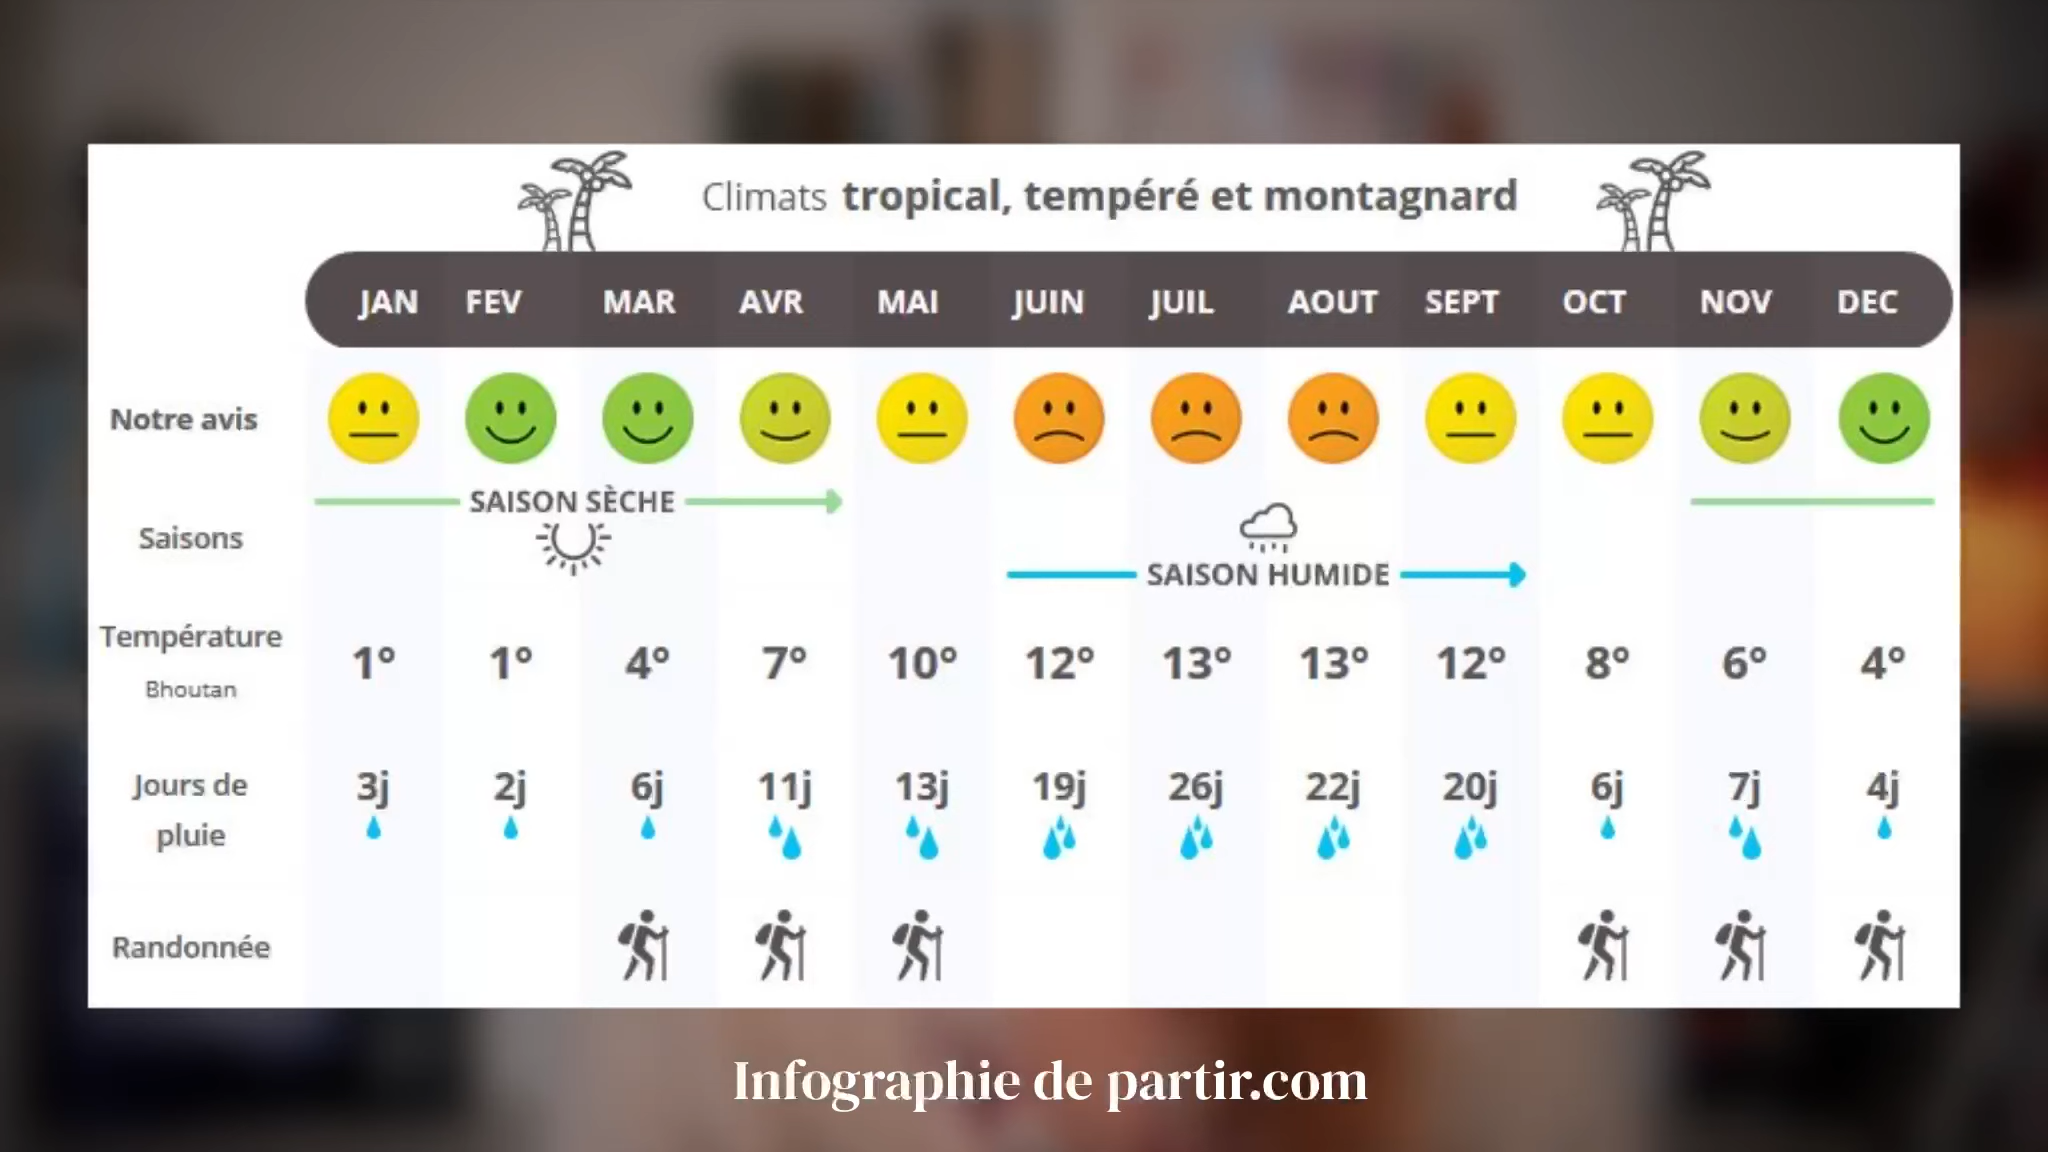 Climats tropical, tempéré et montagnard
JAN FEV MAR AVR MAI JUIN JUIL AOUT SEPT OCT NOV DEC
Notre avis
SAISON SÈCHE
Saisons
SAISON HUMIDE
Température
Bhoutan
1° 1° 4° 7° 10° 12° 13° 13° 12° 8° 6° 4°
Jours de
pluie
3j 2j 6j 11j 13j 19j 26j 22j 20j 6j 7j 4j
Randonnée
Infographie de partir.com